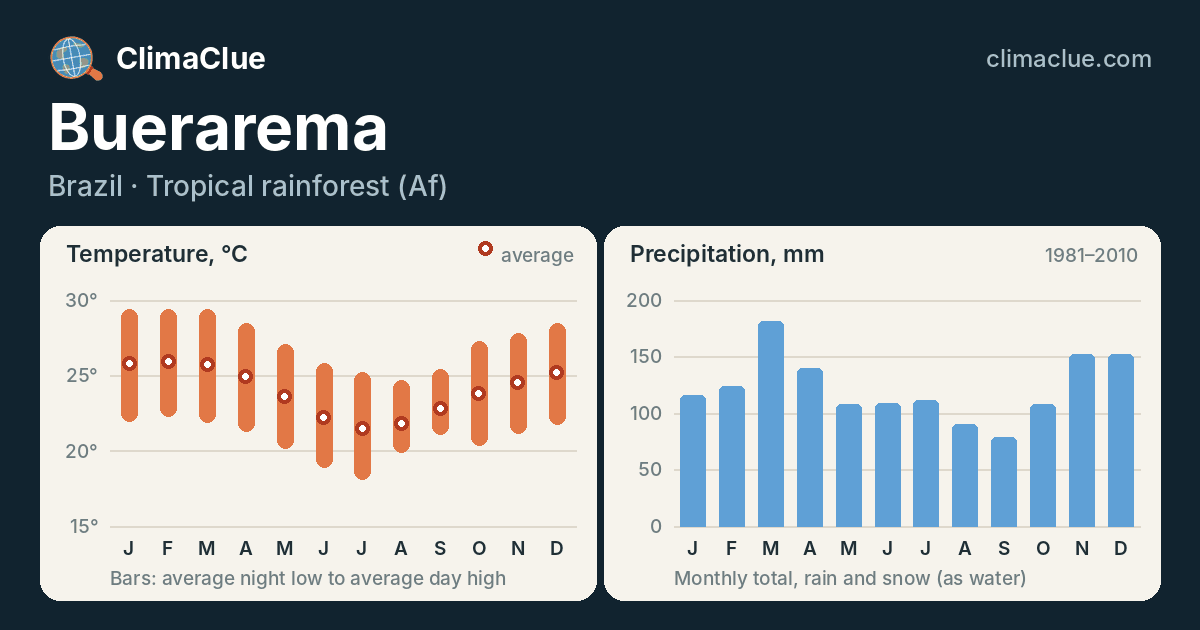 ClimaClue
climaclue.com
Buerarema
Brazil · Tropical rainforest (Af)
Temperature, °C
average
30°
25°
20°
15°
J F M A M J J A S O N D
Bars: average night low to average day high
Precipitation, mm
1981–2010
200
150
100
50
0
J F M A M J J A S O N D
Monthly total, rain and snow (as water)